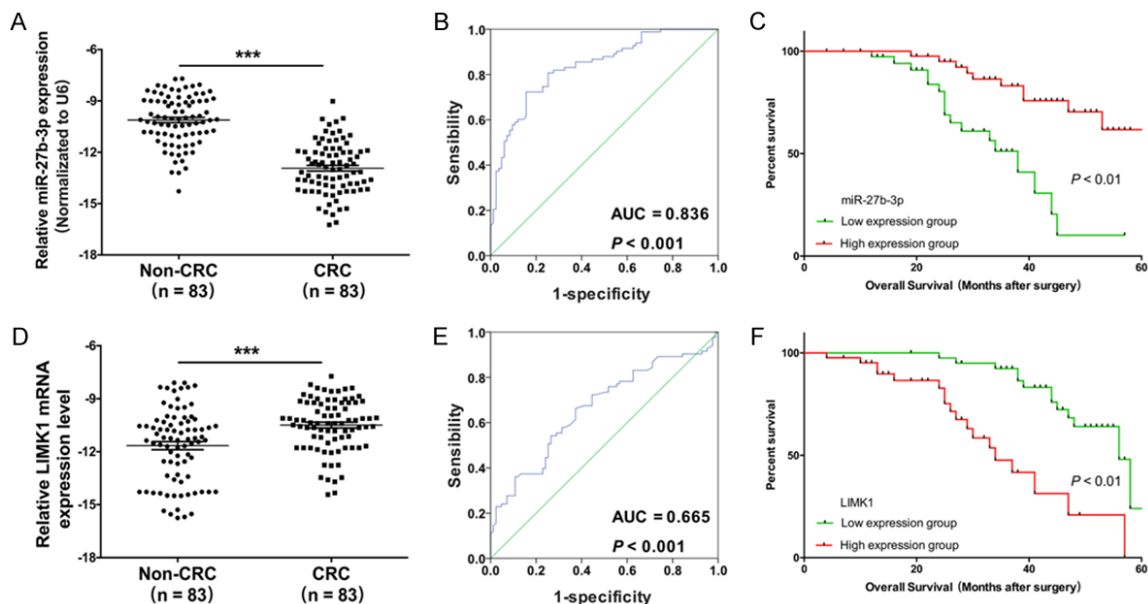 A
Relative miR-27b-3p expression
(Normalizated to U6)
-6
-9
-12
-15
-18
***
Non-CRC
(n = 83)
CRC
(n = 83)
B
Sensibility
1.0
0.8
0.6
0.4
0.2
0.0
AUC = 0.836
P < 0.001
0.0 0.2 0.4 0.6 0.8 1.0
1-specificity
C
Percent survival
100
50
0
P < 0.01
miR-27b-3p
Low expression group
High expression group
0 20 40 60
Overall Survival (Months after surgery)
D
Relative LIMK1 mRNA
expression level
-6
-9
-12
-15
-18
***
Non-CRC
(n = 83)
CRC
(n = 83)
E
Sensibility
1.0
0.8
0.6
0.4
0.2
0.0
AUC = 0.665
P < 0.001
0.0 0.2 0.4 0.6 0.8 1.0
1-specificity
F
Percent survival
100
50
0
P < 0.01
LIMK1
Low expression group
High expression group
0 20 40 60
Overall Survival (Months after surgery)